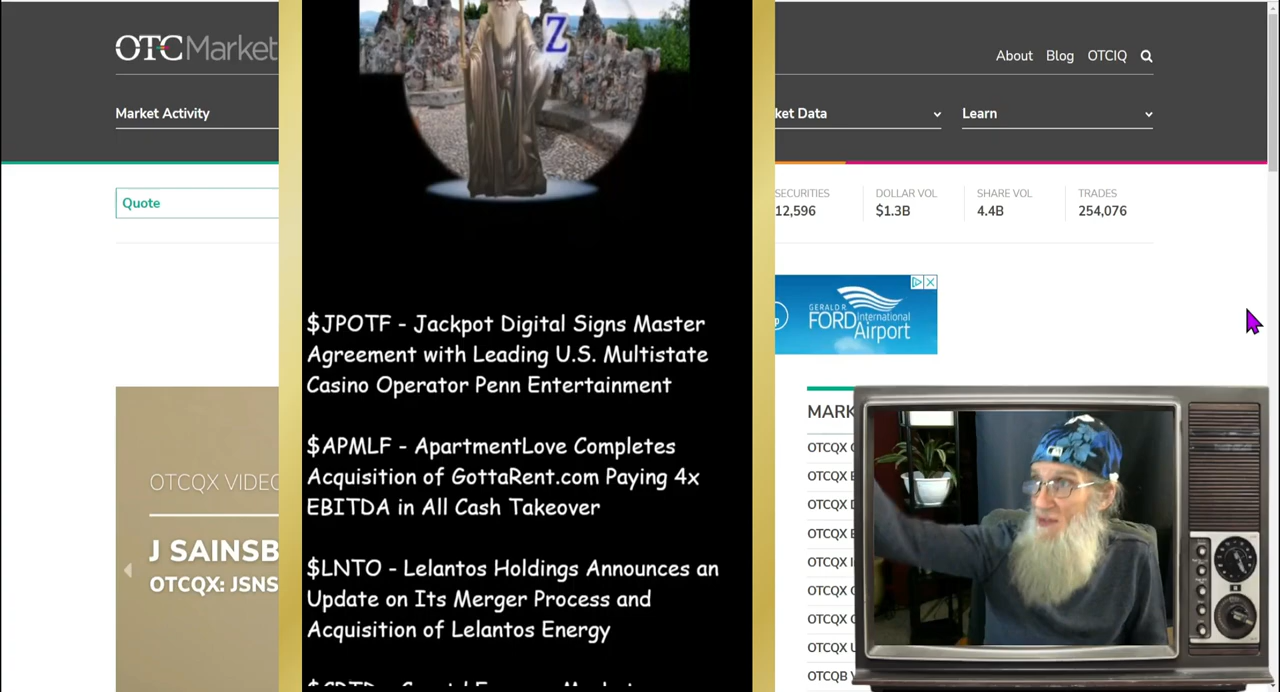 OTCMarket
About Blog OTCIQ
Market Activity
ket Data
Learn
Z
Quote
SECURITIES
12,596
DOLLAR VOL
$1.3B
SHARE VOL
4.4B
TRADES
254,076
$JPOTF - Jackpot Digital Signs Master
Agreement with Leading U.S. Multistate
Casino Operator Penn Entertainment
$APMLF - ApartmentLove Completes
Acquisition of GottaRent.com Paying 4x
EBITDA in All Cash Takeover
$LNTO - Lelantos Holdings Announces an
Update on Its Merger Process and
Acquisition of Lelantos Energy
p
GERALD R.
FORD International
Airport
OTCQX VIDEO
J SAINSB
OTCQX: JSNS
MARK
OTCQX
OTCQX
OTCQX
OTCQX
OTCQX
OTCQX
OTCQX
OTCQX
OTCQB